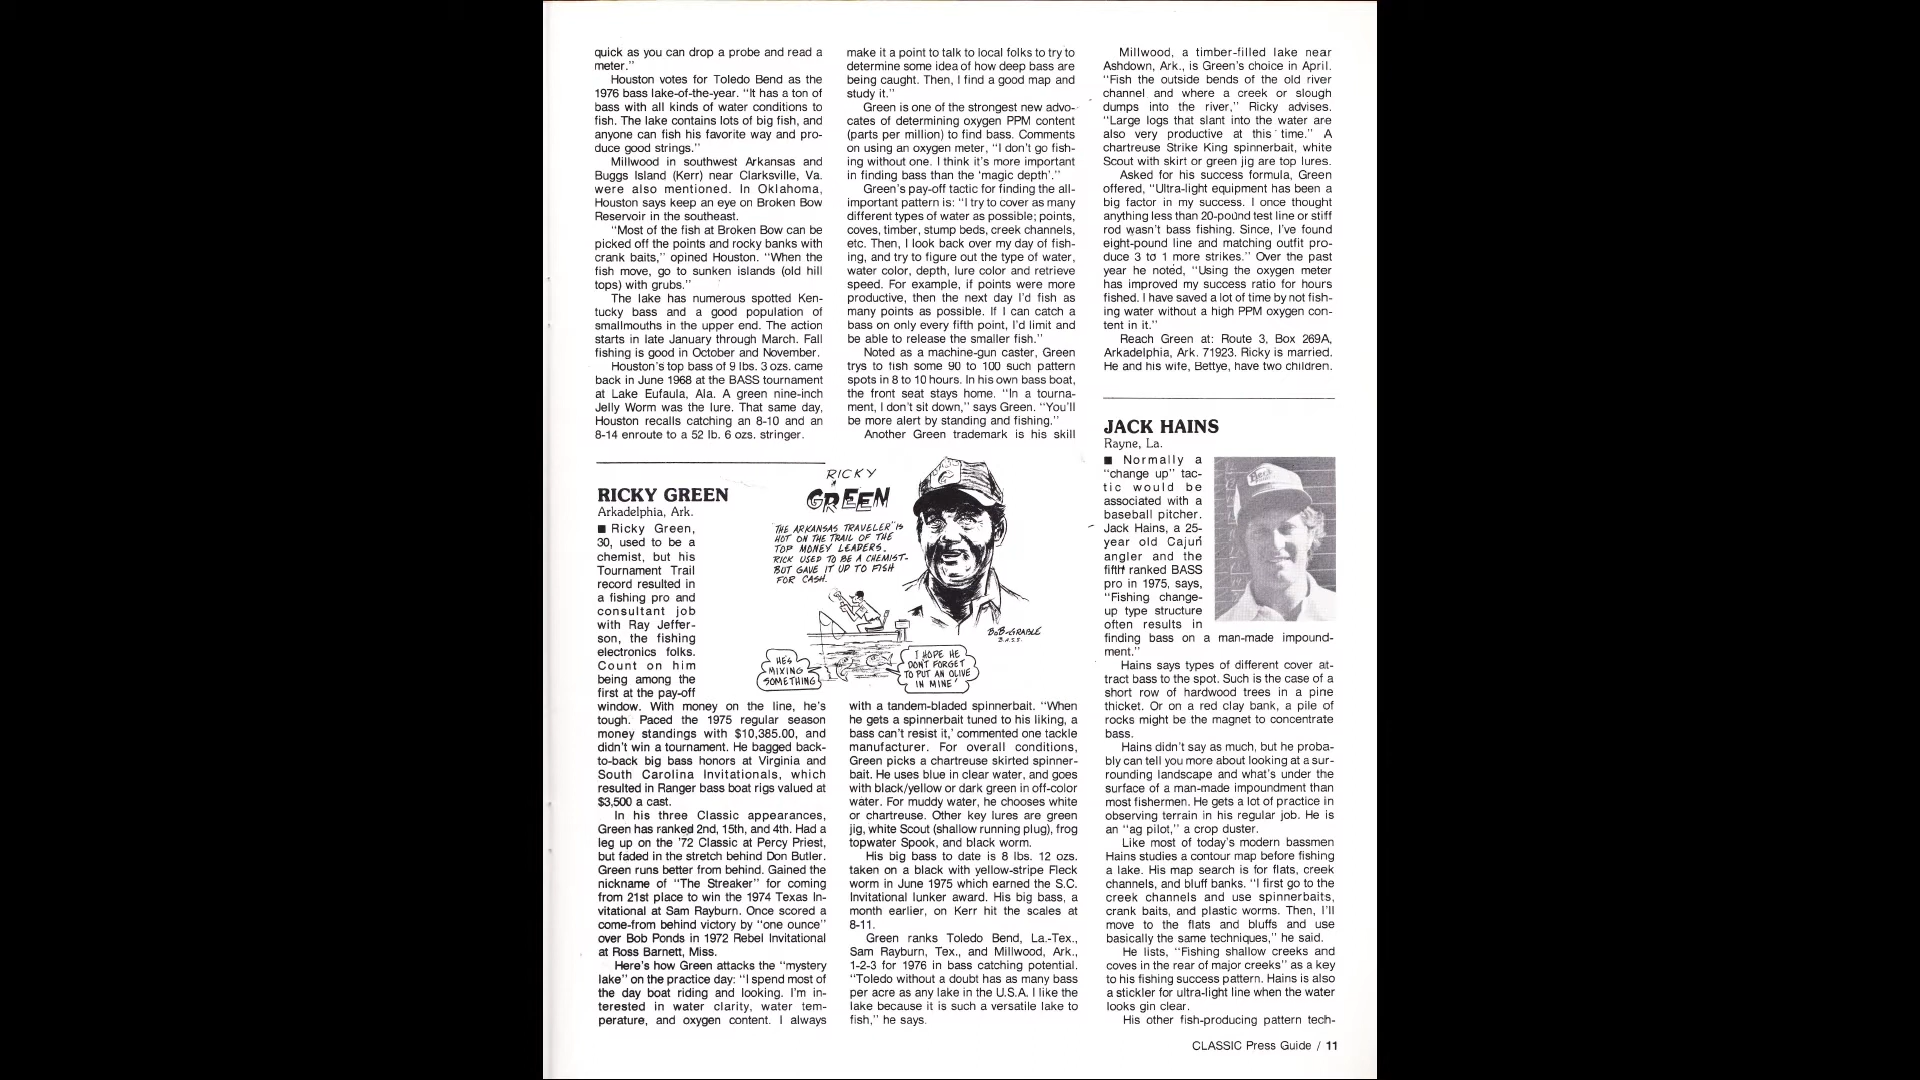 quick as you can drop a probe and read a
meter."
Houston votes for Toledo Bend as the
1976 bass lake-of-the-year. "It has a ton of
bass with all kinds of water conditions to
fish. The lake contains lots of big fish, and
anyone can fish his favorite way and pro-
duce good strings."
Millwood in southwest Arkansas and
Buggs Island (Kerr) near Clarksville, Va.
were also mentioned. In Oklahoma,
Houston says keep an eye on Broken Bow
Reservoir in the southeast.
"Most of the fish at Broken Bow can be
picked off the points and rocky banks with
crank baits," opined Houston. "When the
fish move, go to sunken islands (old hill
tops) with grubs."
The lake has numerous spotted Ken-
tucky bass and a good population of
smallmouths in the upper end. The action
starts in late January through March. Fall
fishing is good in October and November.
Houston's top bass of 9 lbs. 3 ozs. came
back in June 1968 at the BASS tournament
at Lake Eufaula, Ala. A green nine-inch
Jelly Worm was the lure. That same day,
Houston recalls catching an 8-10 and an
8-14 enroute to a 52 lb. 6 ozs. stringer.
RICKY GREEN
Arkadelphia, Ark.
■ Ricky Green,
30, used to be a
chemist, but his
Tournament Trail
record resulted in
a fishing pro and
consultant job
with Ray Jeffer-
son, the fishing
electronics folks.
Count on him
being among the
first at the pay-off
window. With money on the line, he's
tough. Paced the 1975 regular season
money standings with $10,385.00, and
didn't win a tournament. He bagged back-
to-back big bass honors at Virginia and
South Carolina Invitationals, which
resulted in Ranger bass boat rigs valued at
$3,500 a cast.
In his three Classic appearances,
Green has ranked 2nd, 15th, and 4th. Had a
leg up on the '72 Classic at Percy Priest,
but faded in the stretch behind Don Butler.
Green runs better from behind. Gained the
nickname of "The Streaker" for coming
from 21st place to win the 1974 Texas In-
vitational at Sam Rayburn. Once scored a
come-from behind victory by "one ounce"
over Bob Ponds in 1972 Rebel Invitational
at Ross Barnett, Miss.
Here's how Green attacks the "mystery
lake" on the practice day: "I spend most of
the day boat riding and looking. I'm in-
terested in water clarity, water tem-
perature, and oxygen content. I always
make it a point to talk to local folks to try to
determine some idea of how deep bass are
being caught. Then, I find a good map and
study it."
Green is one of the strongest new advo-
cates of determining oxygen PPM content
(parts per million) to find bass. Comments
on using an oxygen meter, "I don't go fish-
ing without one. I think it's more important
in finding bass than the 'magic depth'."
Green's pay-off tactic for finding the all-
important pattern is: "I try to cover as many
different types of water as possible; points,
coves, timber, stump beds, creek channels,
etc. Then, I look back over my day of fish-
ing, and try to figure out the type of water,
water color, depth, lure color and retrieve
speed. For example, if points were more
productive, then the next day I'd fish as
many points as possible. If I can catch a
bass on only every fifth point, I'd limit and
be able to release the smaller fish."
Noted as a machine-gun caster, Green
trys to fish some 90 to 100 such pattern
spots in 8 to 10 hours. In his own bass boat,
the front seat stays home. "In a tourna-
ment, I don't sit down," says Green. "You'll
be more alert by standing and fishing."
Another Green trademark is his skill
RICKY
GREEN
"THE ARKANSAS TRAVELER" IS
HOT ON THE TRAIL OF THE
TOP MONEY LEADERS.
RICK USED TO BE A CHEMIST-
BUT GAVE IT UP TO FISH
FOR CASH.
BOB GRABLE
B.A.S.S.
HE'S
MIXING
SOMETHING
I HOPE HE
DON'T FORGET
TO PUT AN OLIVE
IN MINE!
with a tandem-bladed spinnerbait. "When
he gets a spinnerbait tuned to his liking, a
bass can't resist it,' commented one tackle
manufacturer. For overall conditions,
Green picks a chartreuse skirted spinner-
bait. He uses blue in clear water, and goes
with black/yellow or dark green in off-color
water. For muddy water, he chooses white
or chartreuse. Other key lures are green
jig, white Scout (shallow running plug), frog
topwater Spook, and black worm.
His big bass to date is 8 lbs. 12 ozs.
taken on a black with yellow-stripe Fleck
worm in June 1975 which earned the S.C.
Invitational lunker award. His big bass, a
month earlier, on Kerr hit the scales at
8-11.
Green ranks Toledo Bend, La.-Tex.,
Sam Rayburn, Tex., and Millwood, Ark.,
1-2-3 for 1976 in bass catching potential.
"Toledo without a doubt has as many bass
per acre as any lake in the U.S.A. I like the
lake because it is such a versatile lake to
fish," he says.
Millwood, a timber-filled lake near
Ashdown, Ark., is Green's choice in April.
"Fish the outside bends of the old river
channel and where a creek or slough
dumps into the river," Ricky advises.
"Large logs that slant into the water are
also very productive at this time." A
chartreuse Strike King spinnerbait, white
Scout with skirt or green jig are top lures.
Asked for his success formula, Green
offered, "Ultra-light equipment has been a
big factor in my success. I once thought
anything less than 20-pound test line or stiff
rod wasn't bass fishing. Since, I've found
eight-pound line and matching outfit pro-
duce 3 to 1 more strikes." Over the past
year he noted, "Using the oxygen meter
has improved my success ratio for hours
fished. I have saved a lot of time by not fish-
ing water without a high PPM oxygen con-
tent in it."
Reach Green at: Route 3, Box 269A,
Arkadelphia, Ark. 71923. Ricky is married.
He and his wife, Bettye, have two children.
JACK HAINS
Rayne, La.
■ Normally a
"change up" tac-
tic would be
associated with a
baseball pitcher.
Jack Hains, a 25-
year old Cajun
angler and the
fifth ranked BASS
pro in 1975, says,
"Fishing change-
up type structure
often results in
finding bass on a man-made impound-
ment."
Hains says types of different cover at-
tract bass to the spot. Such is the case of a
short row of hardwood trees in a pine
thicket. Or on a red clay bank, a pile of
rocks might be the magnet to concentrate
bass.
Hains didn't say as much, but he proba-
bly can tell you more about looking at a sur-
rounding landscape and what's under the
surface of a man-made impoundment than
most fishermen. He gets a lot of practice in
observing terrain in his regular job. He is
an "ag pilot," a crop duster.
Like most of today's modern bassmen
Hains studies a contour map before fishing
a lake. His map search is for flats, creek
channels, and bluff banks. "I first go to the
creek channels and use spinnerbaits,
crank baits, and plastic worms. Then, I'll
move to the flats and bluffs and use
basically the same techniques," he said.
He lists, "Fishing shallow creeks and
coves in the rear of major creeks" as a key
to his fishing success pattern. Hains is also
a stickler for ultra-light line when the water
looks gin clear.
His other fish-producing pattern tech-
CLASSIC Press Guide / 11